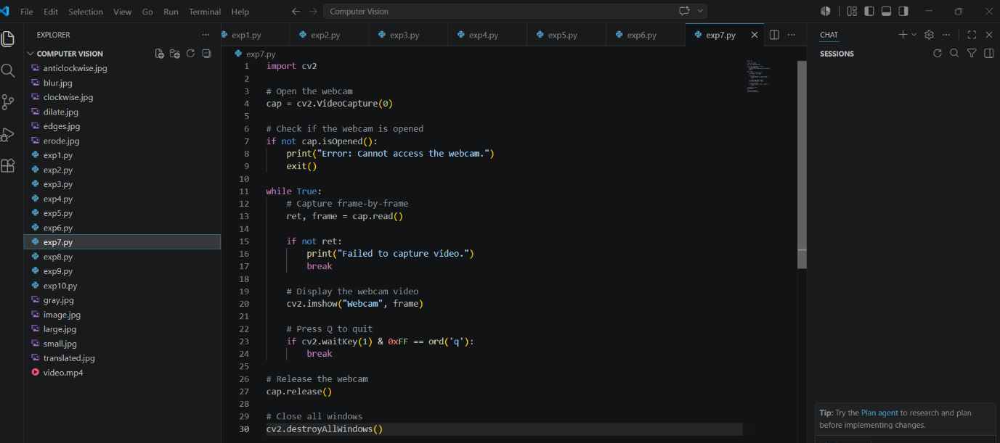 File Edit Selection View Go Run Terminal Help
Computer Vision
EXPLORER
COMPUTER VISION
anticlockwise.jpg
blur.jpg
clockwise.jpg
dilate.jpg
edges.jpg
erode.jpg
exp1.py
exp2.py
exp3.py
exp4.py
exp5.py
exp6.py
exp7.py
exp8.py
exp9.py
exp10.py
gray.jpg
image.jpg
large.jpg
small.jpg
translated.jpg
video.mp4
exp1.py exp2.py exp3.py exp4.py exp5.py exp6.py exp7.py
exp7.py
1 import cv2
2
3 # Open the webcam
4 cap = cv2.VideoCapture(0)
5
6 # Check if the webcam is opened
7 if not cap.isOpened():
8     print("Error: Cannot access the webcam.")
9     exit()
10
11 while True:
12     # Capture frame-by-frame
13     ret, frame = cap.read()
14
15     if not ret:
16         print("Failed to capture video.")
17         break
18
19     # Display the webcam video
20     cv2.imshow("Webcam", frame)
21
22     # Press Q to quit
23     if cv2.waitKey(1) & 0xFF == ord('q'):
24         break
25
26 # Release the webcam
27 cap.release()
28
29 # Close all windows
30 cv2.destroyAllWindows()
CHAT
SESSIONS
Tip: Try the Plan agent to research and plan
before implementing changes.